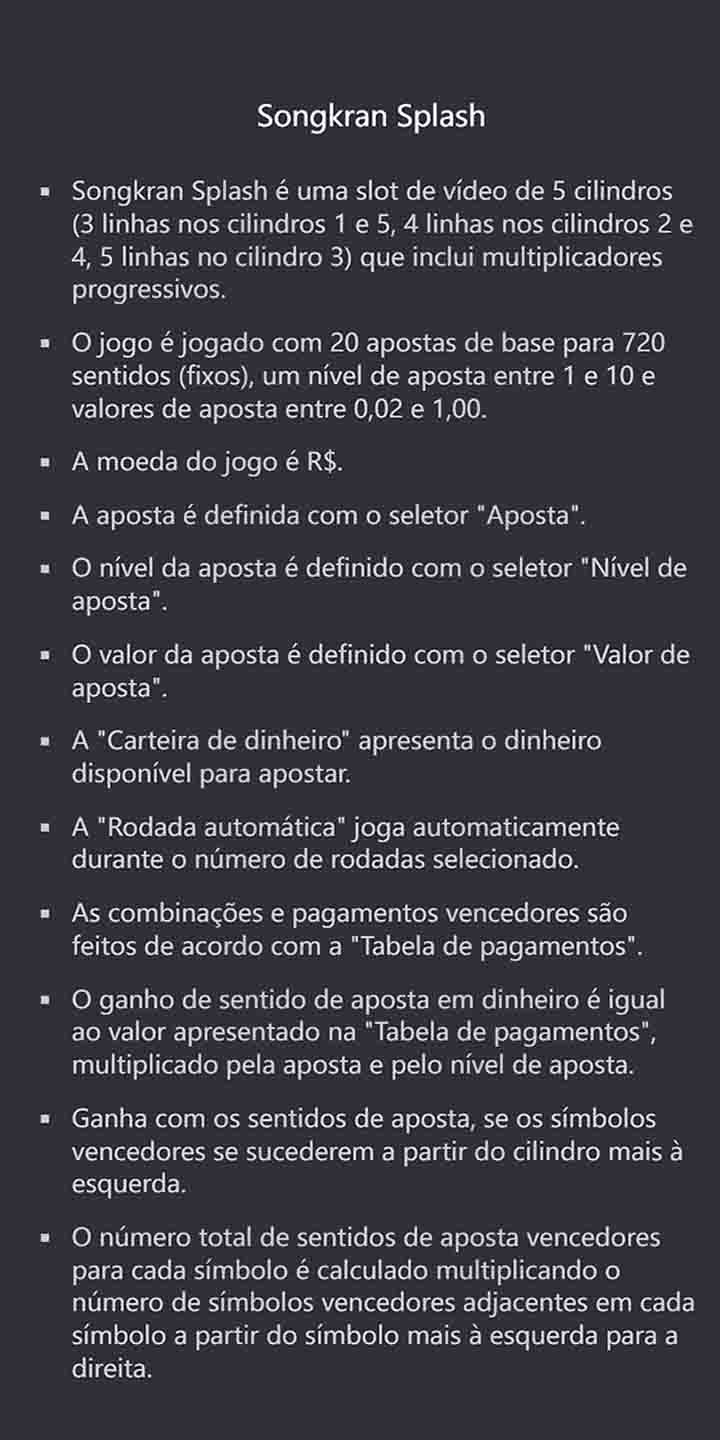 Songkran Splash
▪ Songkran Splash é uma slot de vídeo de 5 cilindros
(3 linhas nos cilindros 1 e 5, 4 linhas nos cilindros 2 e
4, 5 linhas no cilindro 3) que inclui multiplicadores
progressivos.
▪ O jogo é jogado com 20 apostas de base para 720
sentidos (fixos), um nível de aposta entre 1 e 10 e
valores de aposta entre 0,02 e 1,00.
▪ A moeda do jogo é R$.
▪ A aposta é definida com o seletor "Aposta".
▪ O nível da aposta é definido com o seletor "Nível de
aposta".
▪ O valor da aposta é definido com o seletor "Valor de
aposta".
▪ A "Carteira de dinheiro" apresenta o dinheiro
disponível para apostar.
▪ A "Rodada automática" joga automaticamente
durante o número de rodadas selecionado.
▪ As combinações e pagamentos vencedores são
feitos de acordo com a "Tabela de pagamentos".
▪ O ganho de sentido de aposta em dinheiro é igual
ao valor apresentado na "Tabela de pagamentos",
multiplicado pela aposta e pelo nível de aposta.
▪ Ganha com os sentidos de aposta, se os símbolos
vencedores se sucederem a partir do cilindro mais à
esquerda.
▪ O número total de sentidos de aposta vencedores
para cada símbolo é calculado multiplicando o
número de símbolos vencedores adjacentes em cada
símbolo a partir do símbolo mais à esquerda para a
direita.